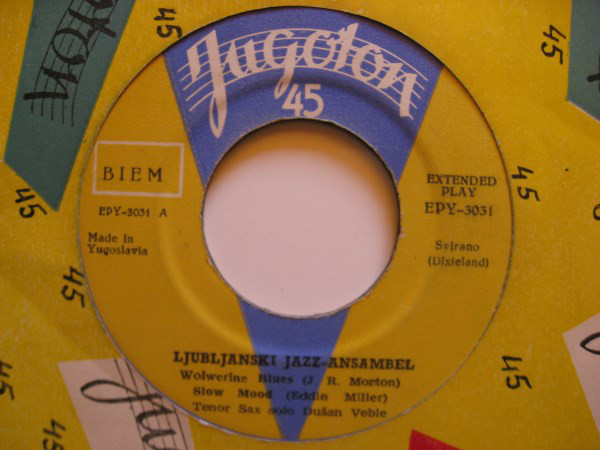 45
45
Jugoton
45
BIEM
EPY-3031 A
Made in
Yugoslavia
EXTENDED
PLAY
EPY-3031
Svirano
(Dixieland)
45
45
45
45
45
LJUBLJANSKI JAZZ-ANSAMBEL
Wolwerine Blues (J. R. Morton)
Slow Mood (Eddie Miller)
Tenor Sax solo Dušan Veble
45